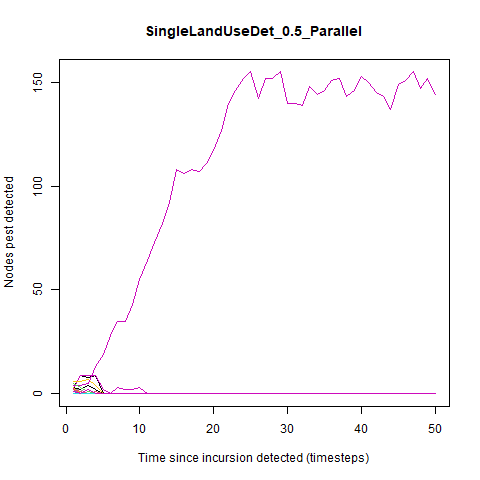 SingleLandUseDet_0.5_Parallel
Nodes pest detected
150
100
50
0
0 10 20 30 40 50
Time since incursion detected (timesteps)